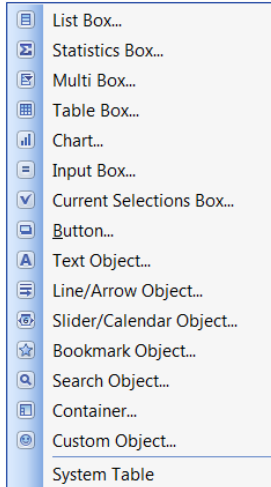 List Box...
Statistics Box...
Multi Box...
Table Box...
Chart...
Input Box...
Current Selections Box...
Button...
Text Object...
Line/Arrow Object...
Slider/Calendar Object...
Bookmark Object...
Search Object...
Container...
Custom Object...
System Table